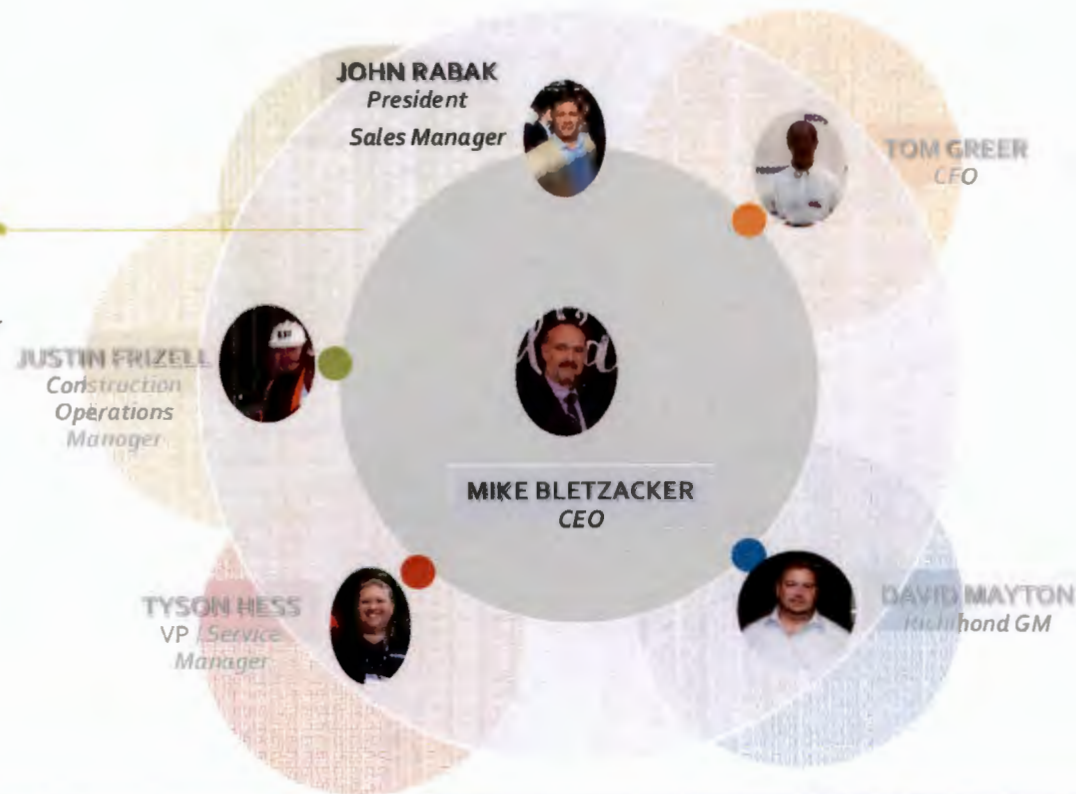 JOHN RABAK
President
Sales Manager
TOM GREER
CFO
JUSTIN FRIZELL
Construction
Operations
Manager
MIKE BLETZACKER
CEO
TYSON HESS
VP / Service
Manager
DAVID MAYTON
Richmond GM